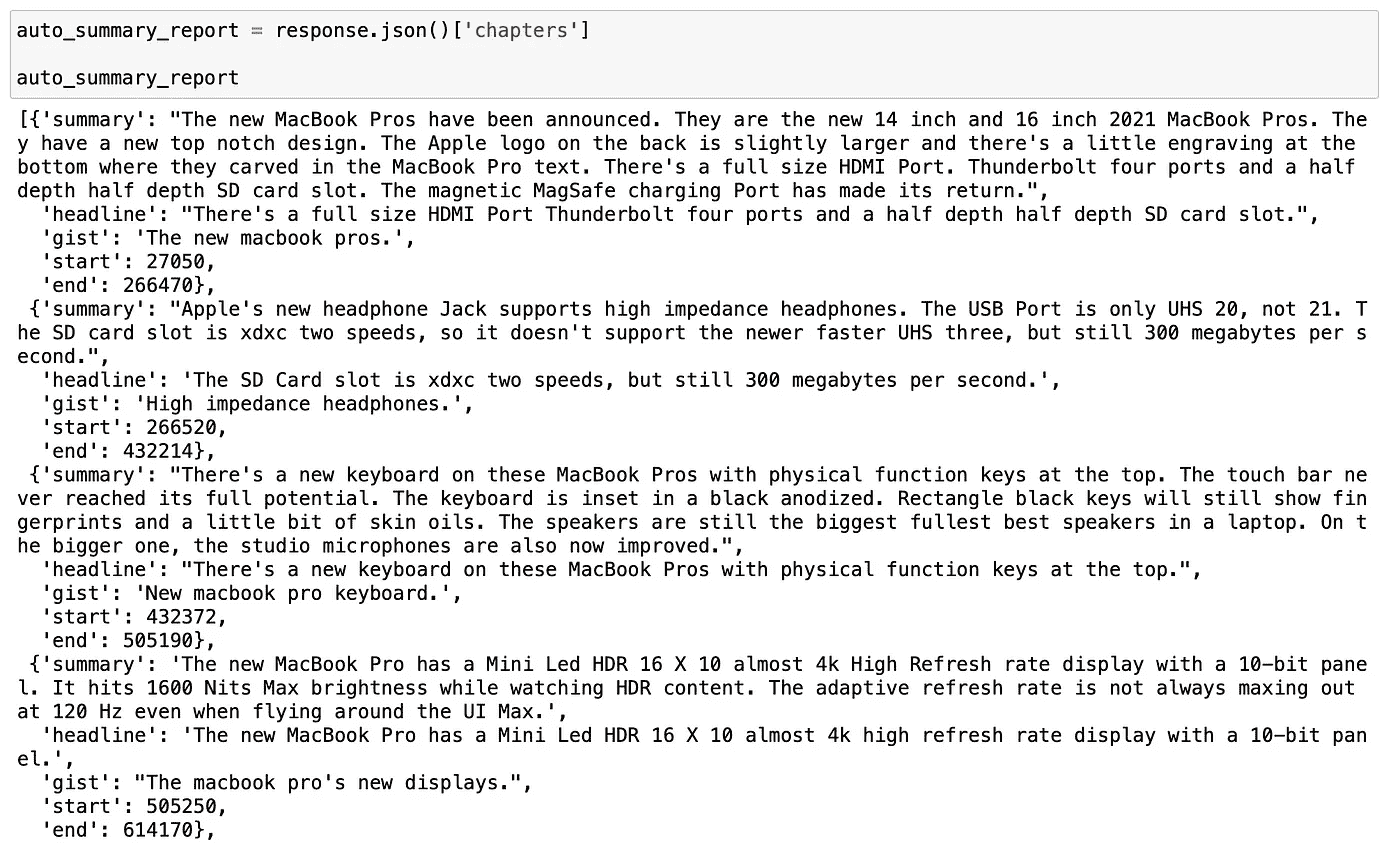 auto_summary_report = response.json()['chapters']
auto_summary_report
[{'summary': "The new MacBook Pros have been announced. They are the new 14 inch and 16 inch 2021 MacBook Pros. The
y have a new top notch design. The Apple logo on the back is slightly larger and there's a little engraving at the
bottom where they carved in the MacBook Pro text. There's a full size HDMI Port. Thunderbolt four ports and a half
depth half depth SD card slot. The magnetic MagSafe charging Port has made its return.",
'headline': "There's a full size HDMI Port Thunderbolt four ports and a half depth half depth SD card slot.",
'gist': 'The new macbook pros.',
'start': 27050,
'end': 266470},
{'summary': "Apple's new headphone Jack supports high impedance headphones. The USB Port is only UHS 20, not 21. T
he SD card slot is xdxc two speeds, so it doesn't support the newer faster UHS three, but still 300 megabytes per s
econd.",
'headline': 'The SD Card slot is xdxc two speeds, but still 300 megabytes per second.',
'gist': 'High impedance headphones.',
'start': 266520,
'end': 432214},
{'summary': "There's a new keyboard on these MacBook Pros with physical function keys at the top. The touch bar ne
ver reached its full potential. The keyboard is inset in a black anodized. Rectangle black keys will still show fin
gerprints and a little bit of skin oils. The speakers are still the biggest fullest best speakers in a laptop. On t
he bigger one, the studio microphones are also now improved.",
'headline': "There's a new keyboard on these MacBook Pros with physical function keys at the top.",
'gist': 'New macbook pro keyboard.',
'start': 432372,
'end': 505190},
{'summary': 'The new MacBook Pro has a Mini Led HDR 16 X 10 almost 4k High Refresh rate display with a 10-bit pane
l. It hits 1600 Nits Max brightness while watching HDR content. The adaptive refresh rate is not always maxing out
at 120 Hz even when flying around the UI Max.',
'headline': 'The new MacBook Pro has a Mini Led HDR 16 X 10 almost 4k high refresh rate display with a 10-bit pan
el.',
'gist': "The macbook pro's new displays.",
'start': 505250,
'end': 614170},